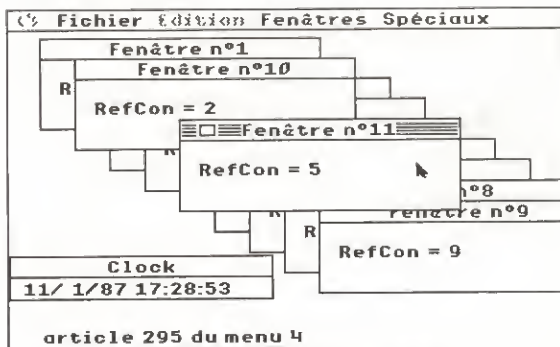 Fichier Edition Fenêtres Spéciaux
Fenêtre n°1
Fenêtre n°10
R
RefCon = 2
Fenêtre n°11
RefCon = 5
n°8
R
Fenêtre n°9
R
RefCon = 9
Clock
11/ 1/87 17:28:53
article 295 du menu 4